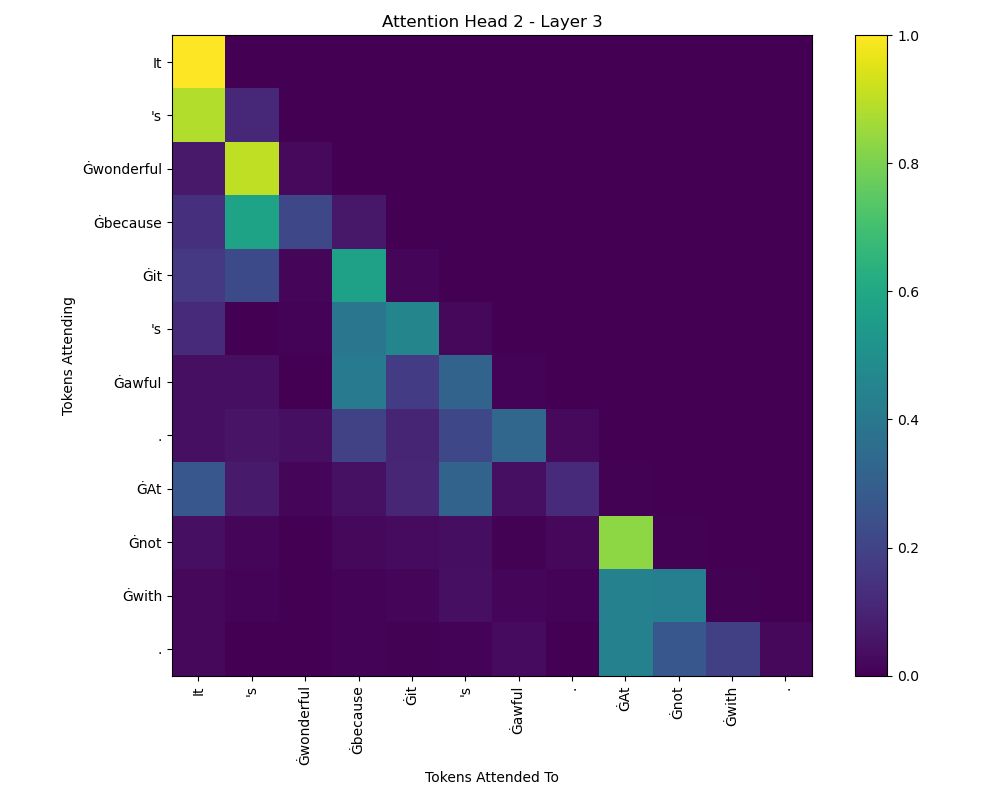 Attention Head 2 - Layer 3
It
's
Ġwonderful
Ġbecause
Ġit
's
Ġawful
.
ĠAt
Ġnot
Ġwith
.
Tokens Attending
It
's
Ġwonderful
Ġbecause
Ġit
's
Ġawful
.
ĠAt
Ġnot
Ġwith
.
Tokens Attended To
1.0
0.8
0.6
0.4
0.2
0.0